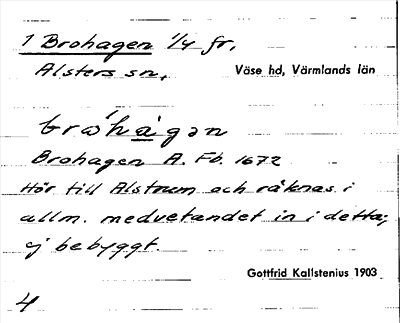 1 Brohagen 1/4 fr.
Alsters sn, Väse hd, Värmlands län
bro`ha´gən
Brohagen A. Fb. 1672
Hör till Alstrum och räknas i
allm. medvetandet in i detta;
ej bebyggt.
Gottfrid Kallstenius 1903
4